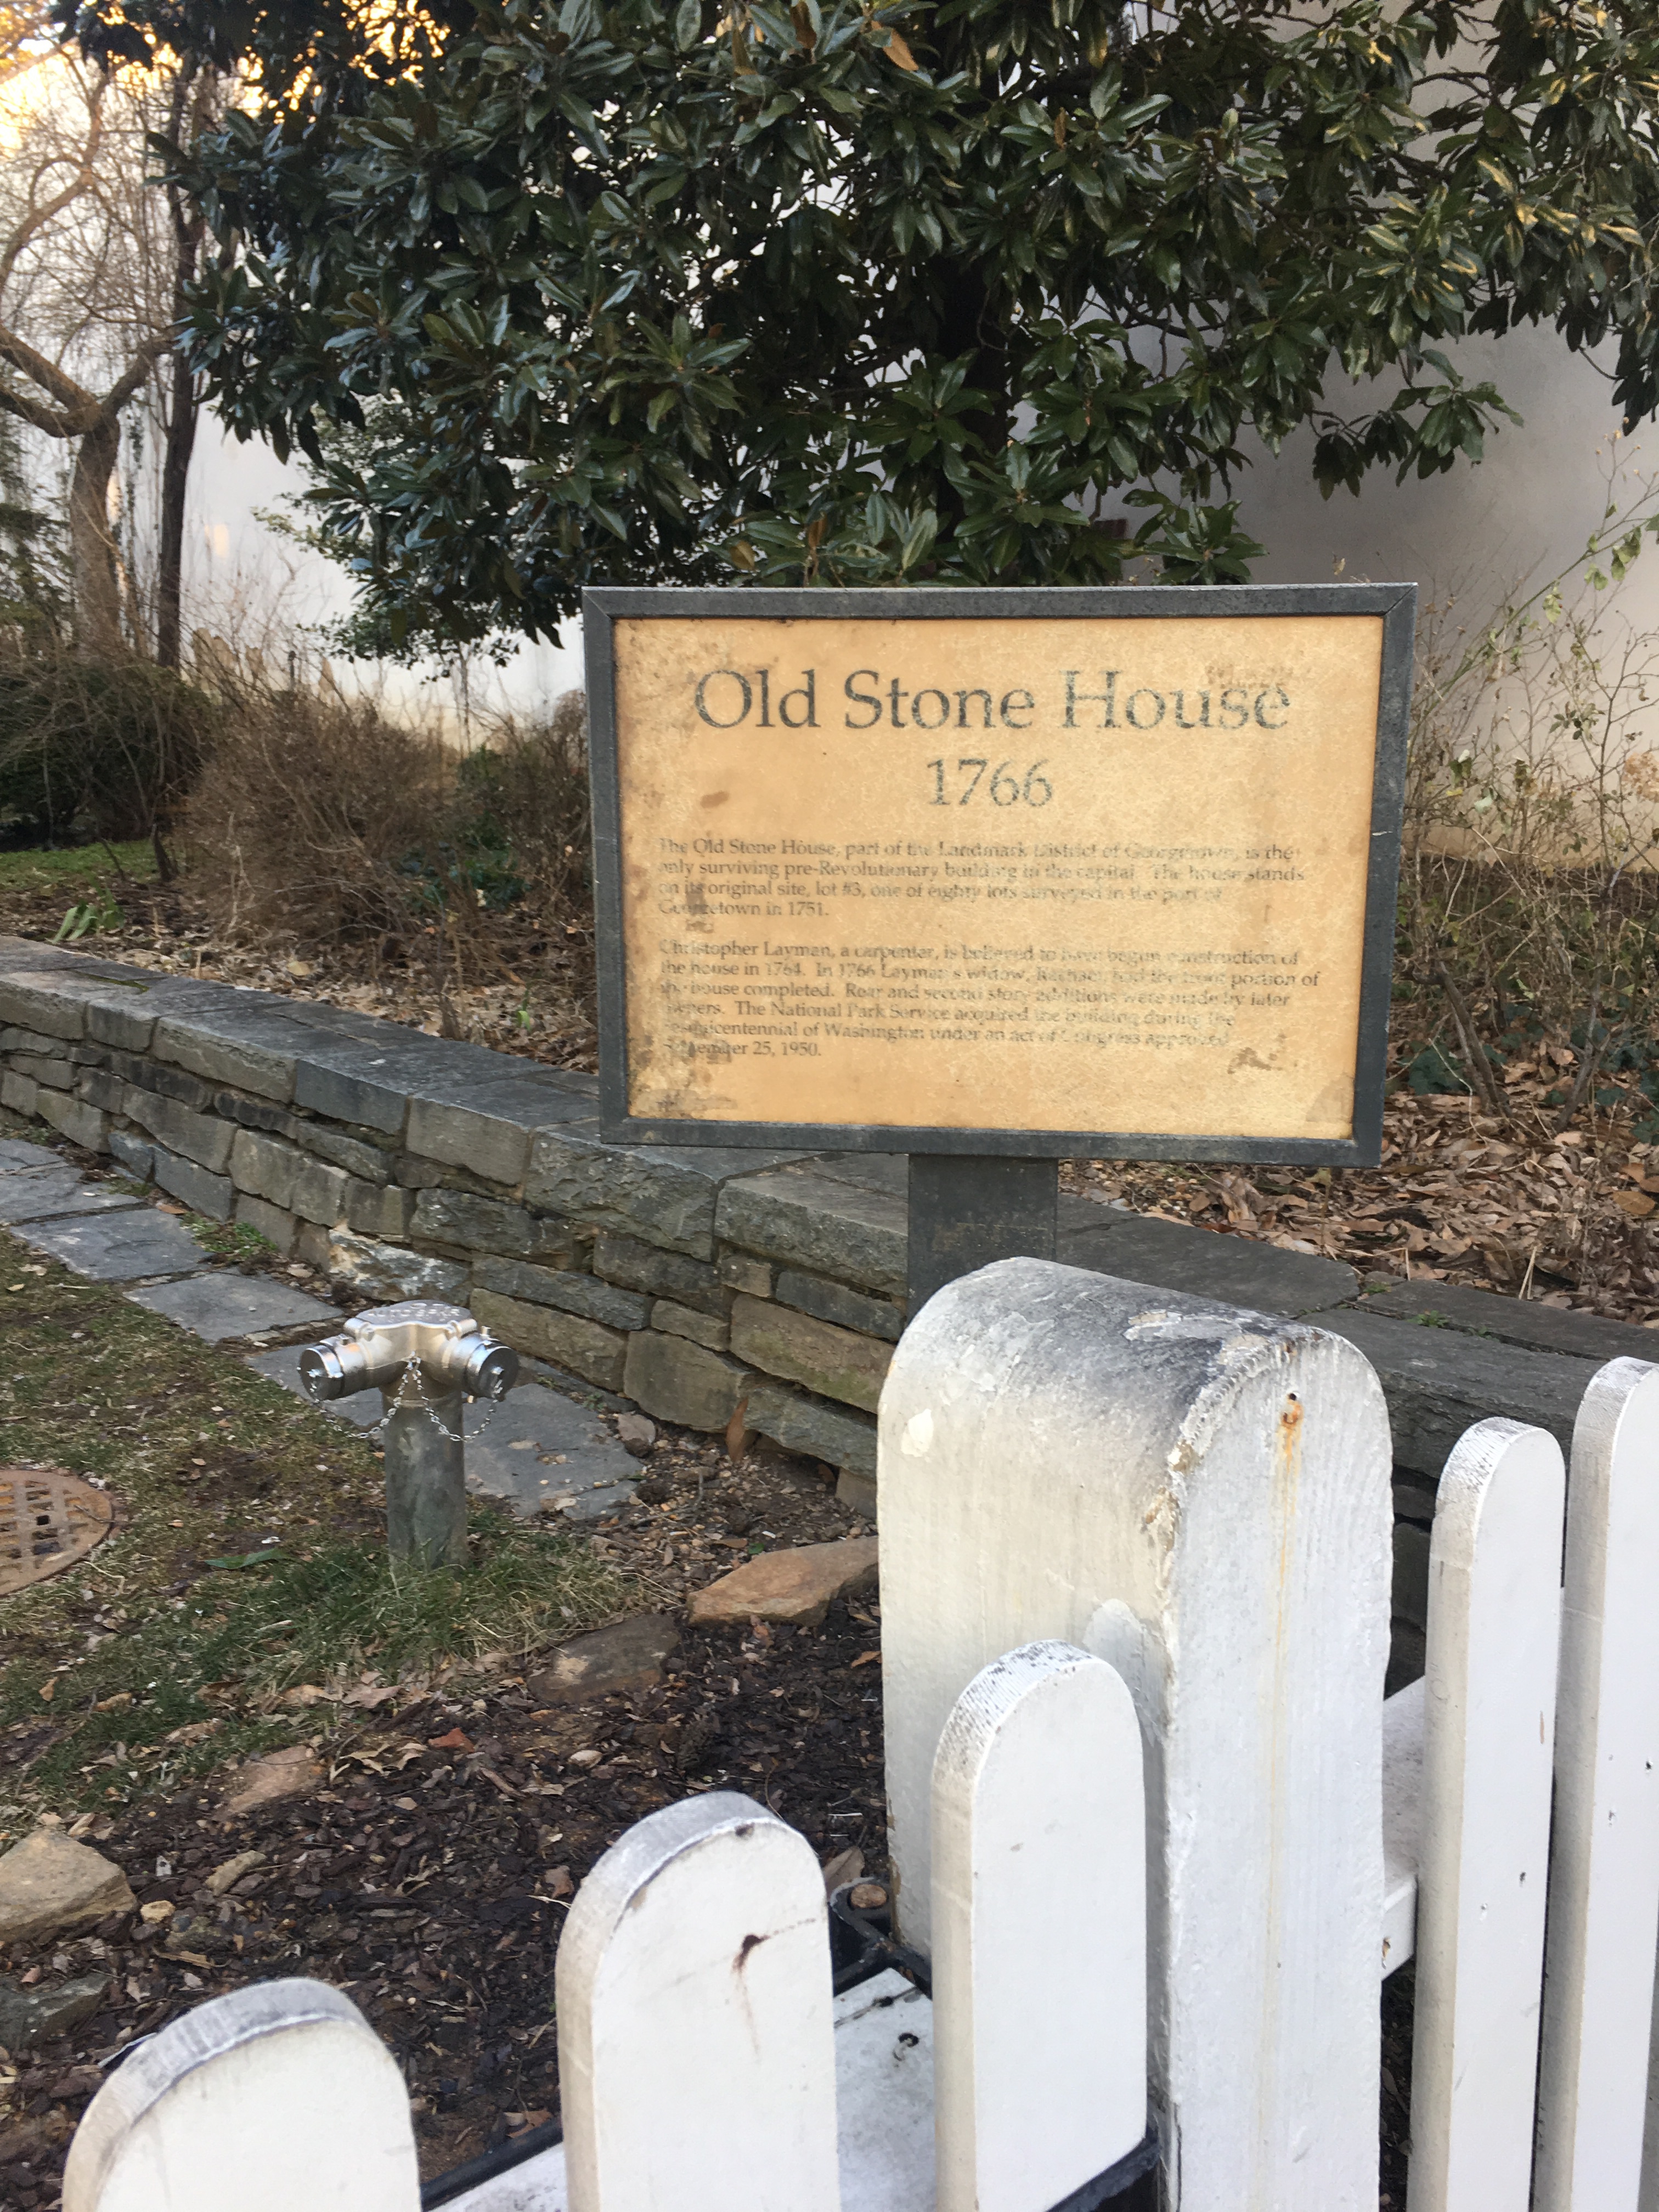 Old Stone House
1766
The Old Stone House, part of the Landmark District of Georgetown, is the
only surviving pre-Revolutionary building in the capital. The house stands
on its original site, lot #3, one of eighty lots surveyed in the port of
Georgetown in 1751.
Christopher Layman, a carpenter, is believed to have begun construction of
the house in 1764. In 1766 Layman's widow, Rachael, had the front portion of
the house completed. Rear and second story additions were made by later
owners. The National Park Service acquired the building during the
Sesquicentennial of Washington under an act of Congress approved
25, 1950.